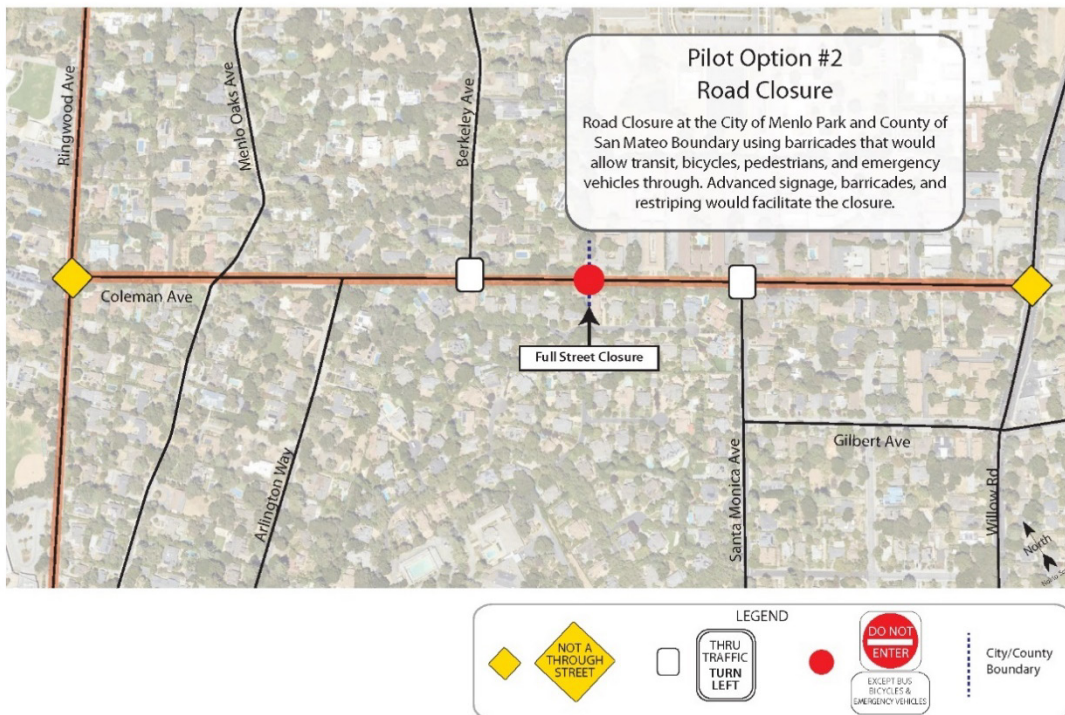 Pilot Option #2
Road Closure
Road Closure at the City of Menlo Park and County of
San Mateo Boundary using barricades that would
allow transit, bicycles, pedestrians, and emergency
vehicles through. Advanced signage, barricades, and
restriping would facilitate the closure.
Ringwood Ave
Menlo Oaks Ave
Berkeley Ave
Coleman Ave
Full Street Closure
Arlington Way
Santa Monica Ave
Gilbert Ave
Willow Rd
North
LEGEND
NOT A
THROUGH
STREET
THRU
TRAFFIC
TURN
LEFT
DO NOT
ENTER
EXCEPT BUS
BICYCLES &
EMERGENCY VEHICLES
City/County
Boundary